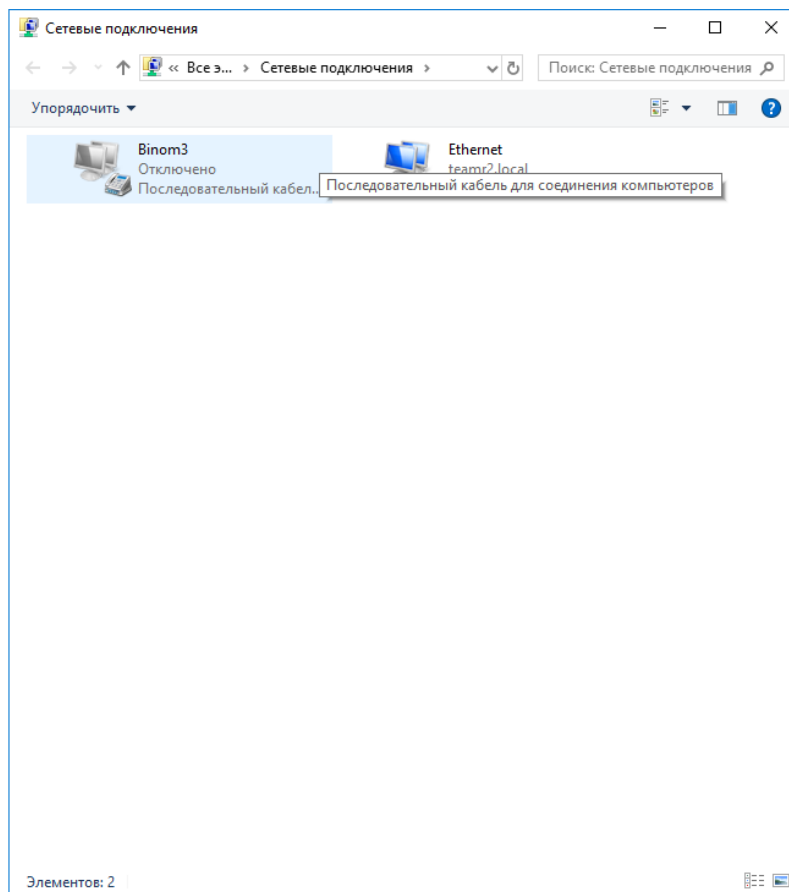 Сетевые подключения
« Все э... › Сетевые подключения ›
Поиск: Сетевые подключения
Упорядочить
Binom3
Отключено
Последовательный кабел...
Ethernet
teamr2.local
Последовательный кабель для соединения компьютеров
Элементов: 2